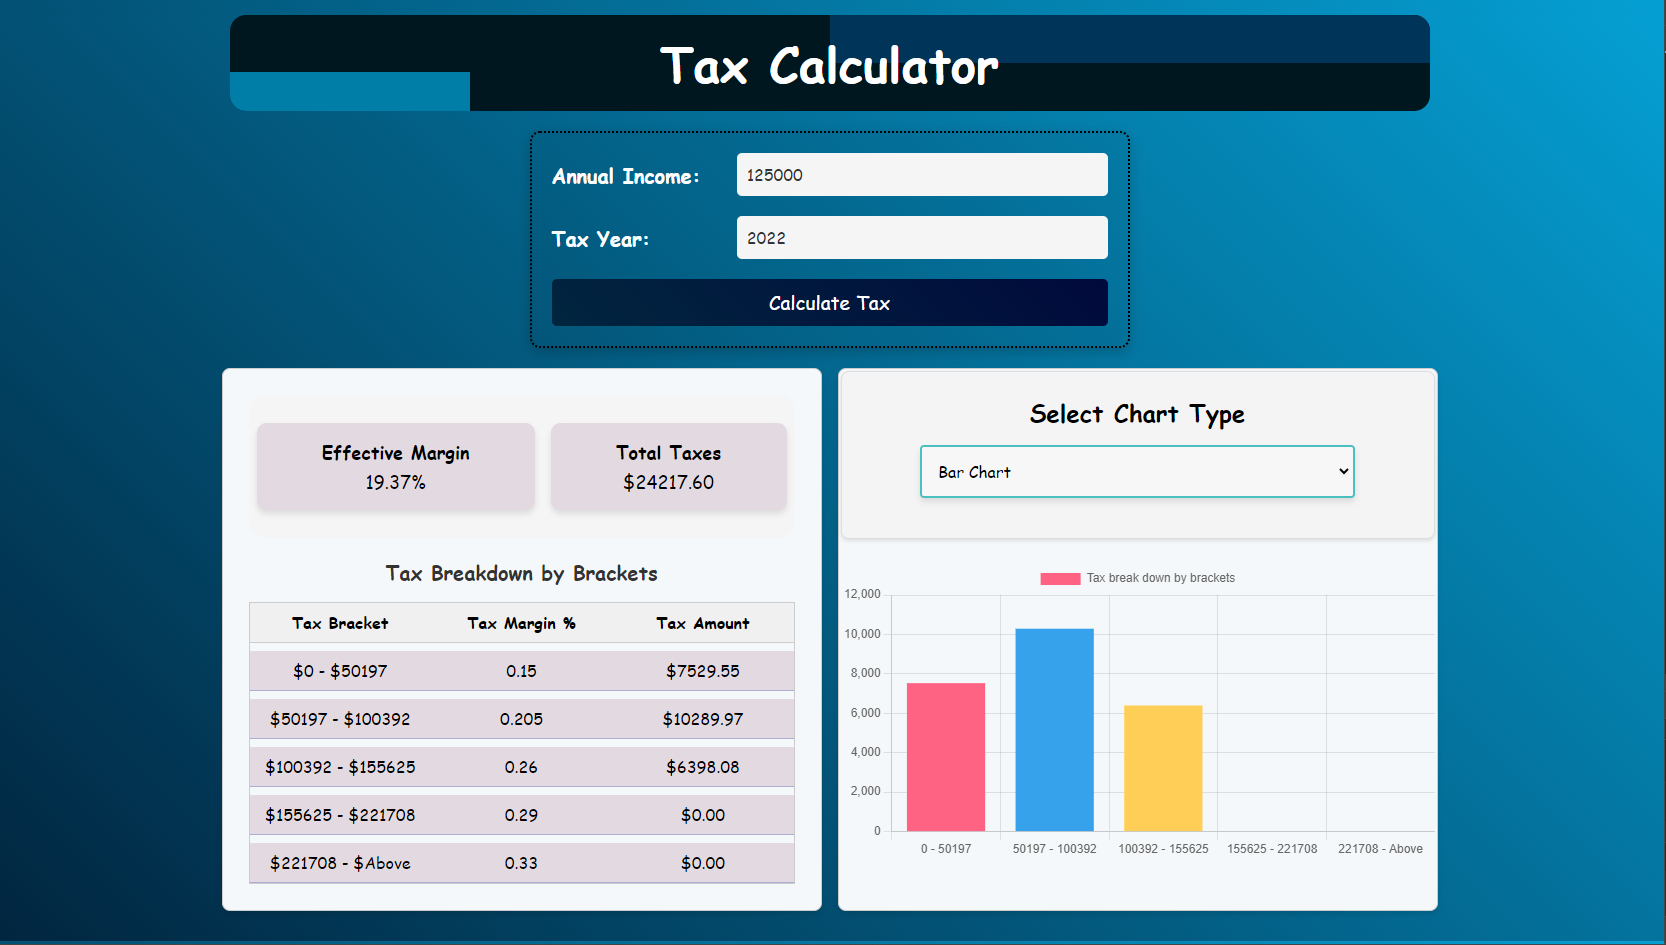 Tax Calculator
Annual Income: 125000
Tax Year: 2022
Calculate Tax
Effective Margin
19.37%
Total Taxes
$24217.60
Tax Breakdown by Brackets
Tax Bracket Tax Margin % Tax Amount
$0 - $50197 0.15 $7529.55
$50197 - $100392 0.205 $10289.97
$100392 - $155625 0.26 $6398.08
$155625 - $221708 0.29 $0.00
$221708 - $Above 0.33 $0.00
Select Chart Type
Bar Chart
Tax break down by brackets
12,000
10,000
8,000
6,000
4,000
2,000
0
0 - 50197 50197 - 100392 100392 - 155625 155625 - 221708 221708 - Above